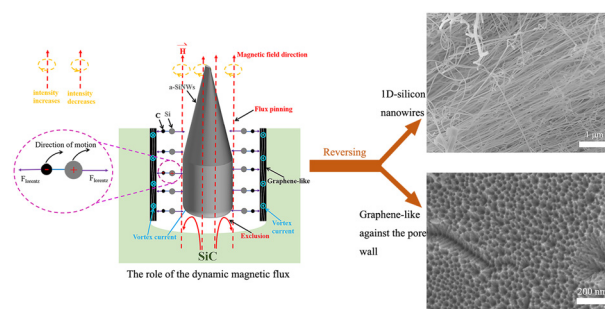 H
Magnetic field direction
intensity
increases
intensity
decreases
a-SiNWs
Si
C
Flux pinning
Direction of motion
F
F
Graphene-like
Vortex current
Vortex
current
Exclusion
SiC
The role of the dynamic magnetic flux
Reversing
1D-silicon
nanowires
Graphene-like
against the pore
wall
1 μm
200 nm